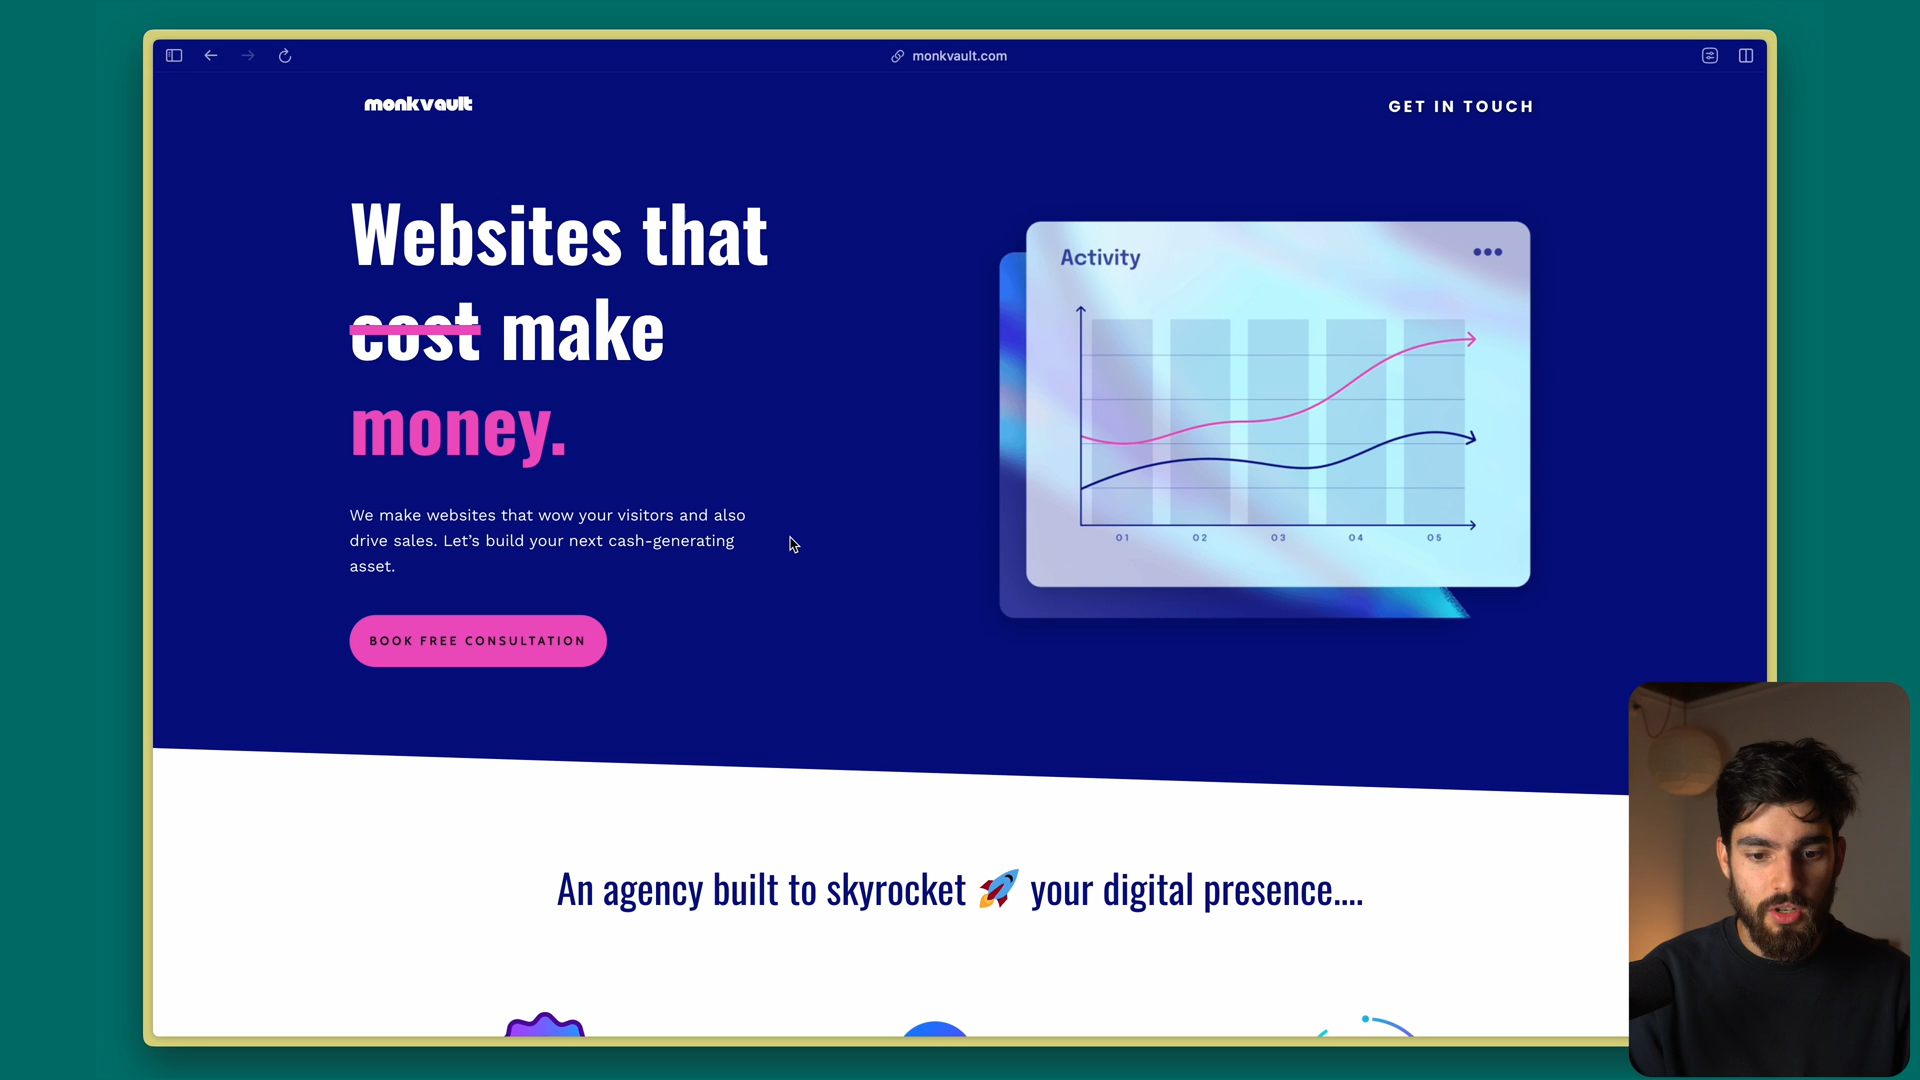 monkvault.com
monkvault
GET IN TOUCH
Websites that
cost make
money.
We make websites that wow your visitors and also
drive sales. Let’s build your next cash-generating
asset.
BOOK FREE CONSULTATION
Activity
01 02 03 04 05
An agency built to skyrocket 🚀 your digital presence....